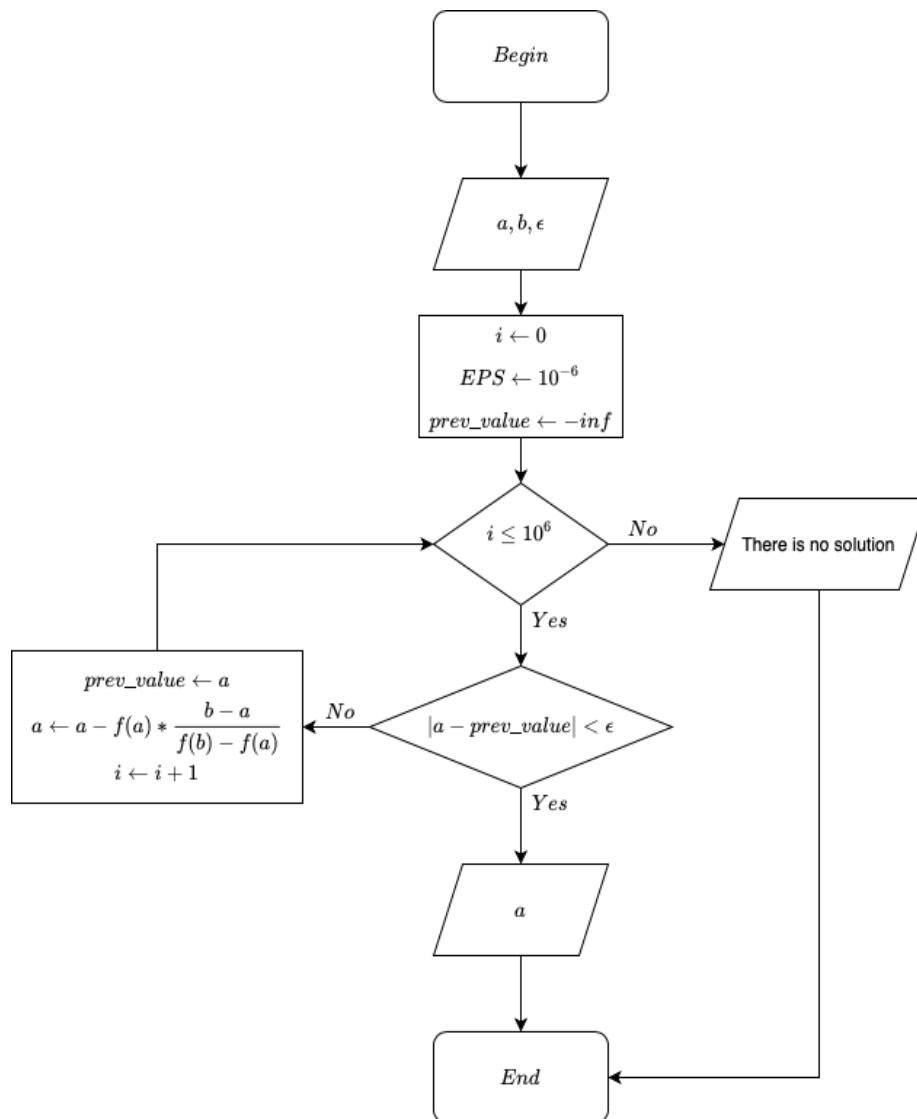 Begin
a, b, ϵ
i ← 0
EPS ← 10^{-6}
prev_value ← −inf
i ≤ 10^6
No
There is no solution
Yes
prev_value ← a
a ← a − f(a) * \frac{b − a}{f(b) − f(a)}
i ← i + 1
No
|a − prev_value| < ϵ
Yes
a
End